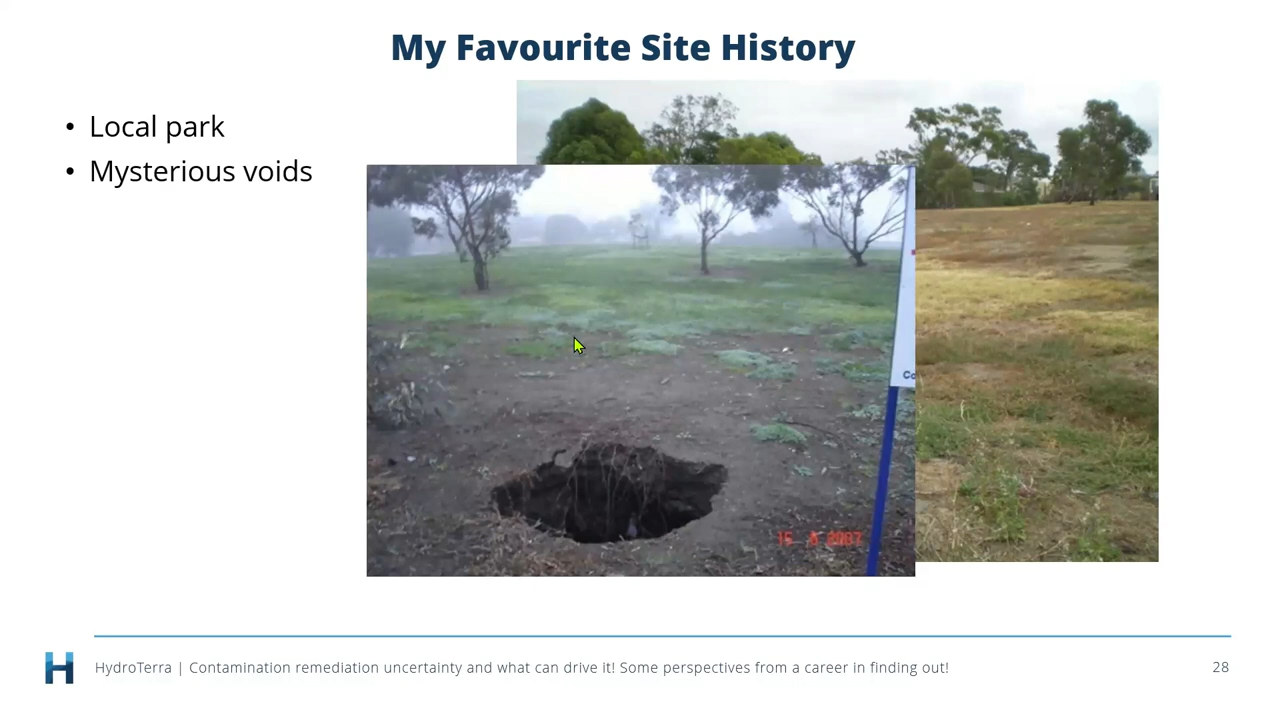 My Favourite Site History
• Local park
• Mysterious voids
Co
HydroTerra | Contamination remediation uncertainty and what can drive it! Some perspectives from a career in finding out!
28